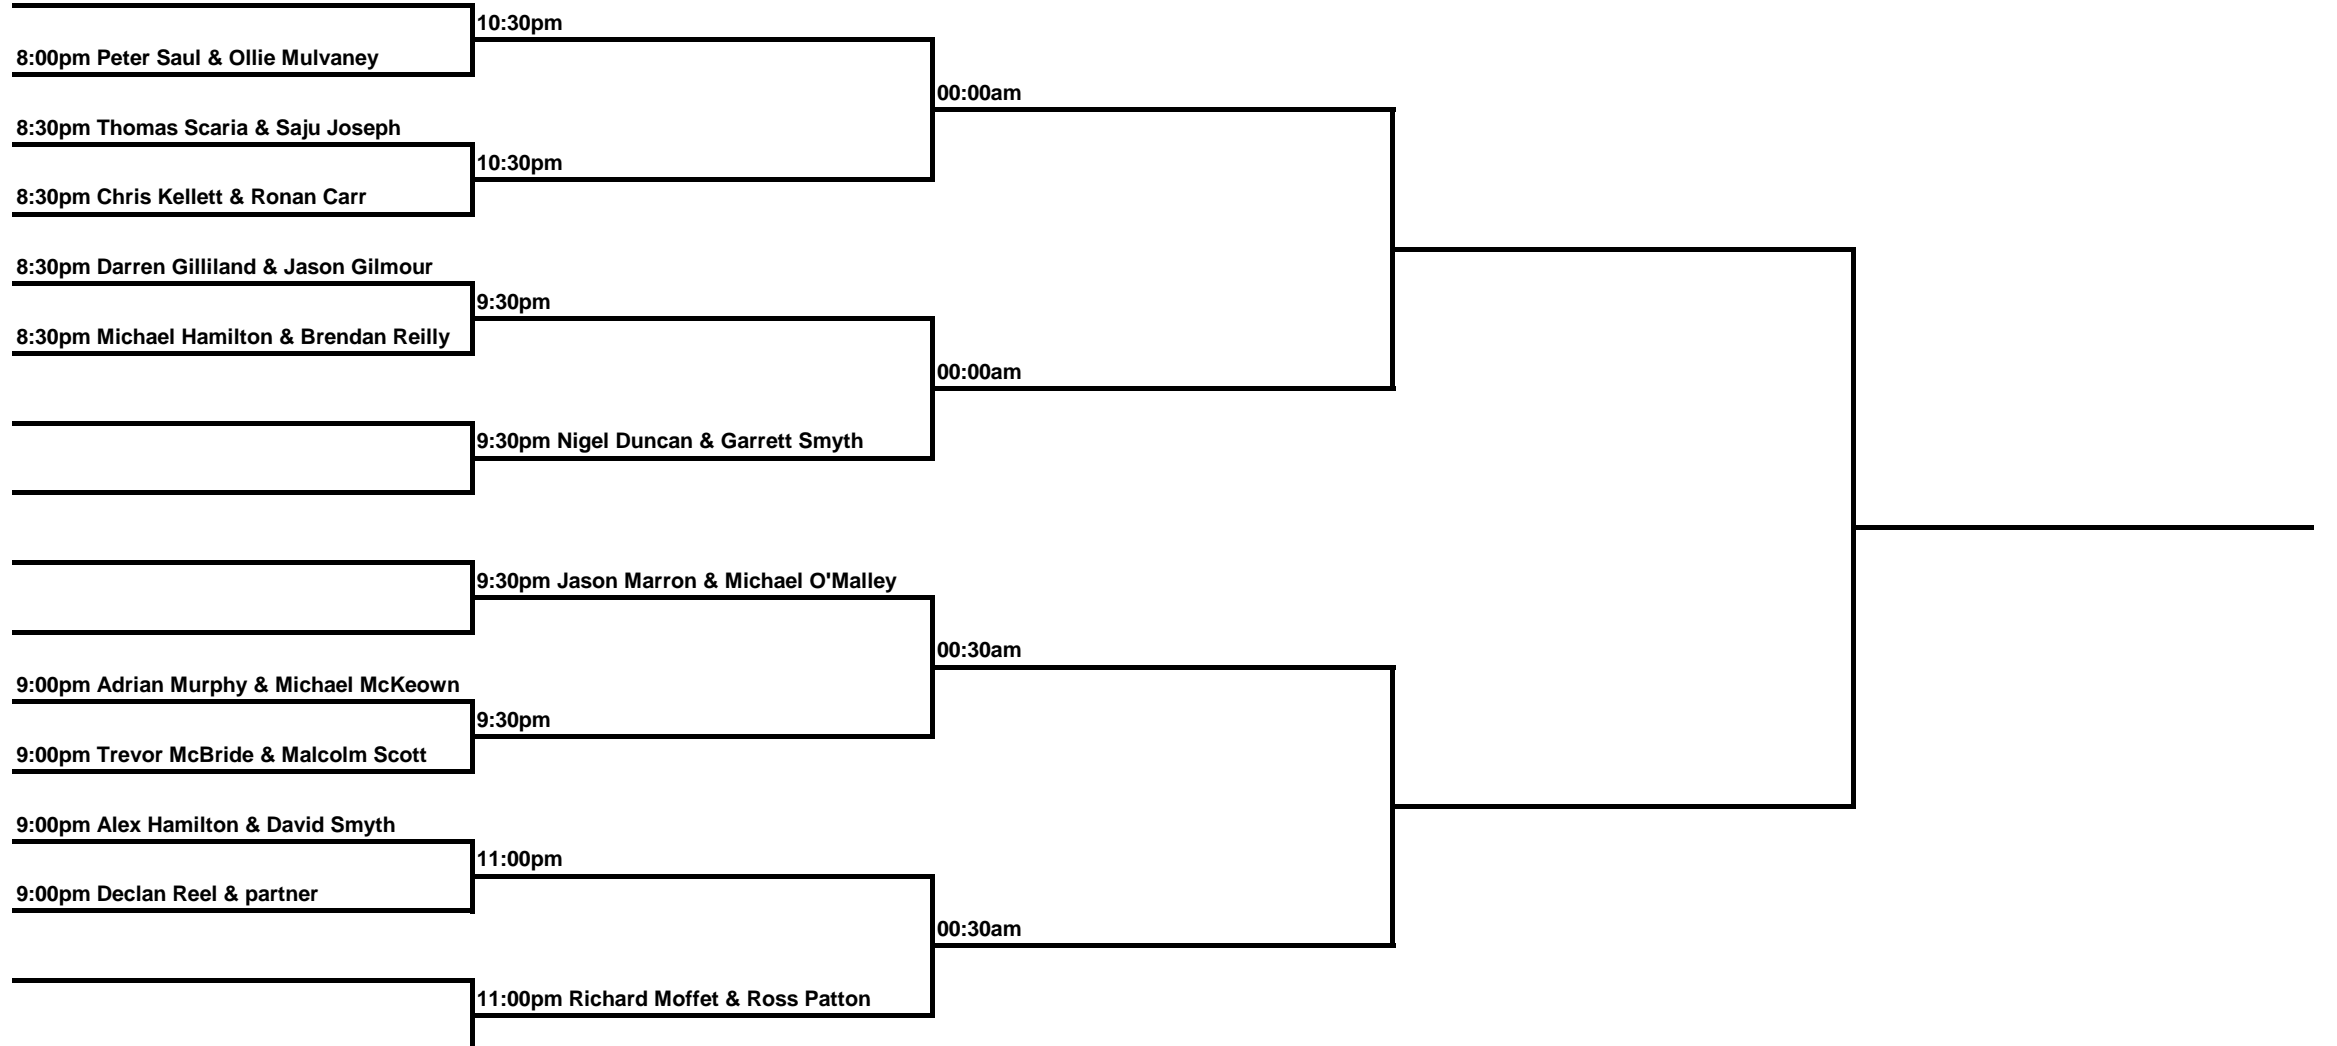 10:30pm
8:00pm Peter Saul & Ollie Mulvaney
00:00am
8:30pm Thomas Scaria & Saju Joseph
10:30pm
8:30pm Chris Kellett & Ronan Carr
8:30pm Darren Gilliland & Jason Gilmour
9:30pm
8:30pm Michael Hamilton & Brendan Reilly
00:00am
9:30pm Nigel Duncan & Garrett Smyth
9:30pm Jason Marron & Michael O'Malley
00:30am
9:00pm Adrian Murphy & Michael McKeown
9:30pm
9:00pm Trevor McBride & Malcolm Scott
9:00pm Alex Hamilton & David Smyth
11:00pm
9:00pm Declan Reel & partner
00:30am
11:00pm Richard Moffet & Ross Patton